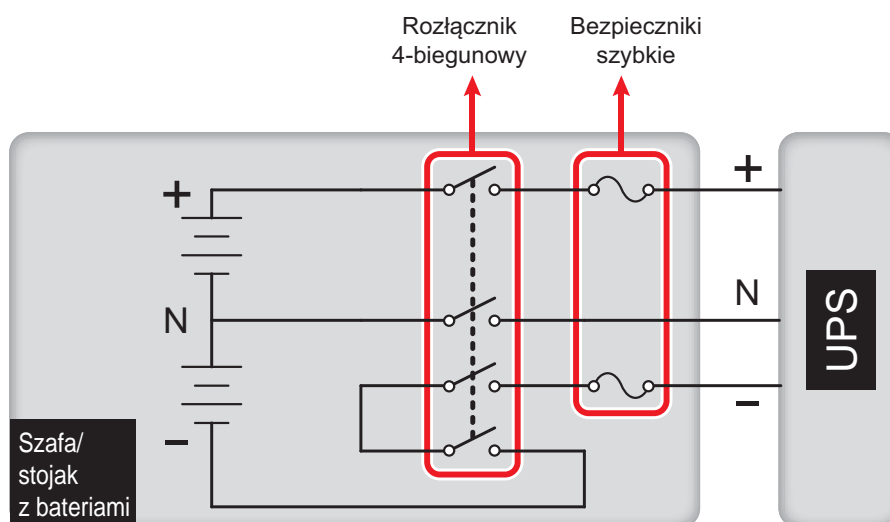 Rozłącznik
4-biegunowy
Bezpieczniki
szybkie
+
+
N
N
–
–
UPS
Szafa/
stojak
z bateriami